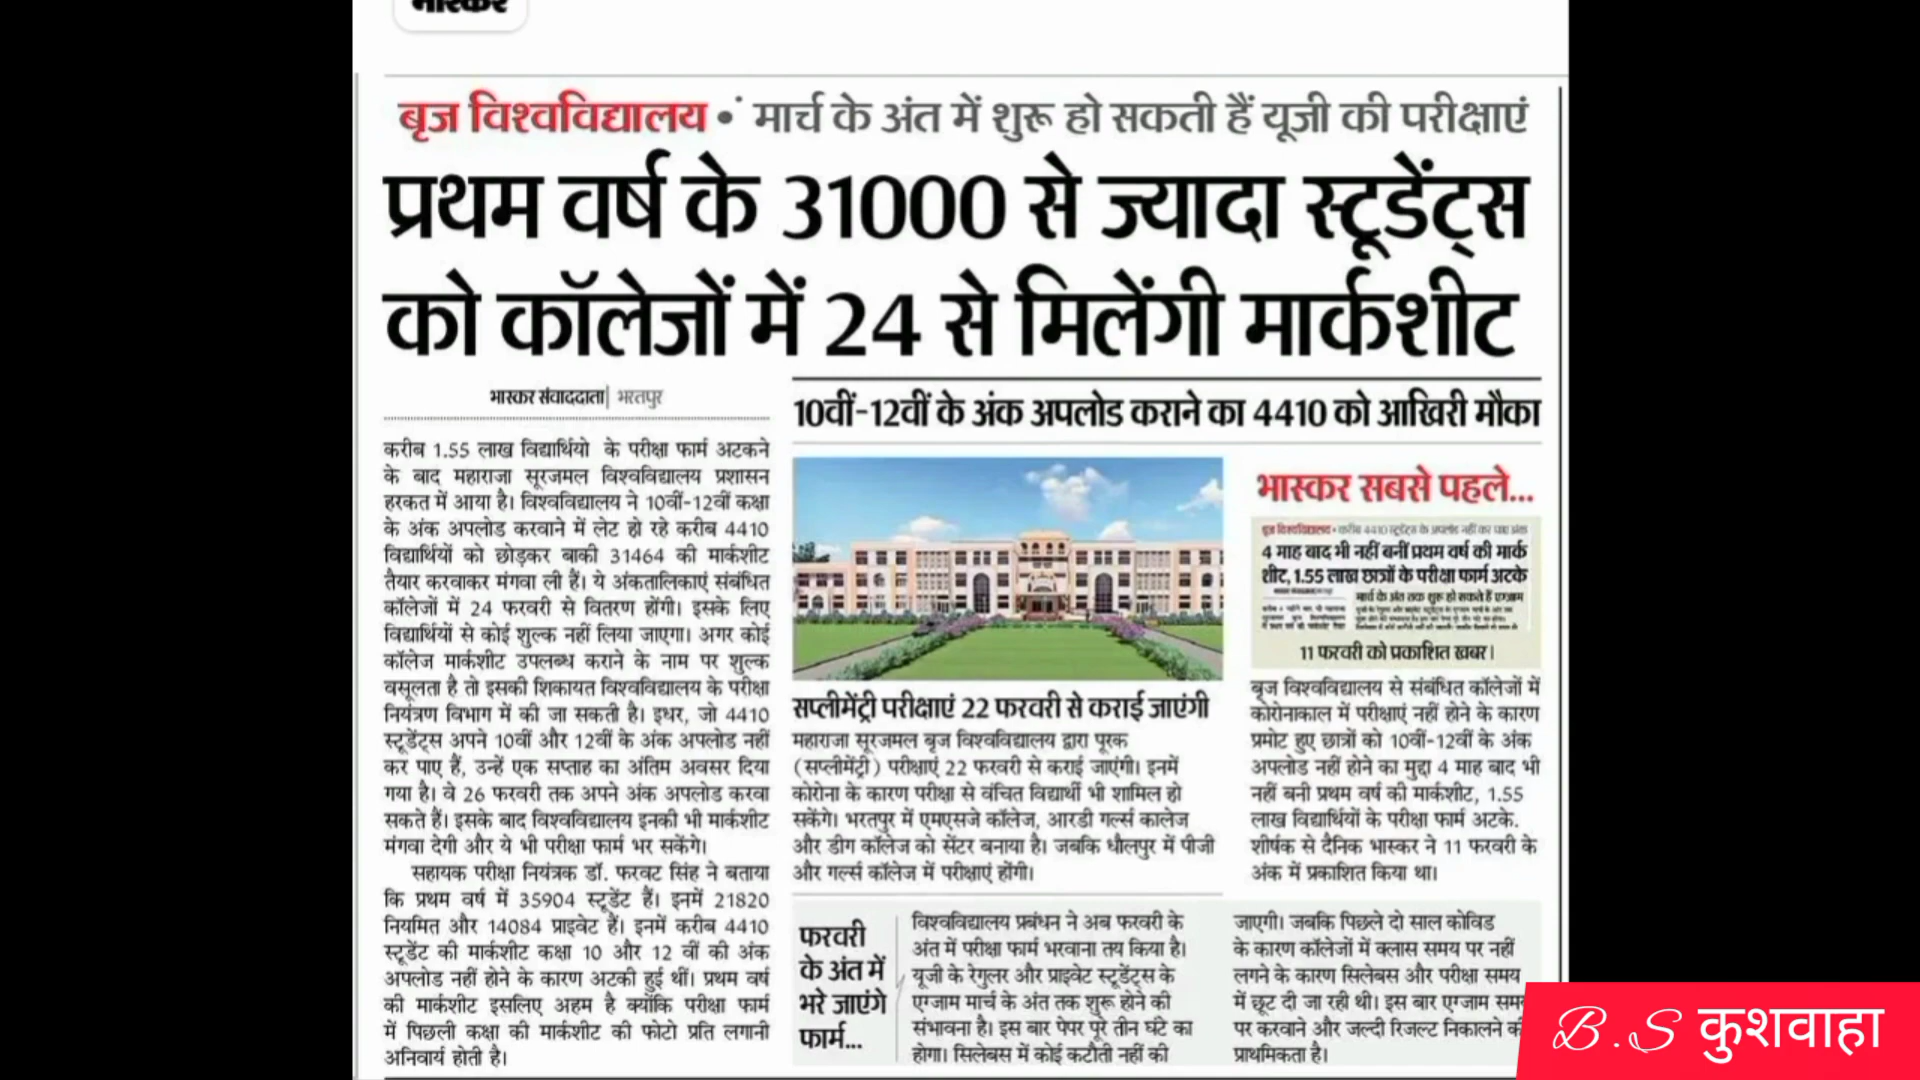 भास्कर
बृज विश्वविद्यालय • मार्च के अंत में शुरू हो सकती हैं यूजी की परीक्षाएं
प्रथम वर्ष के 31000 से ज्यादा स्टूडेंट्स
को कॉलेजों में 24 से मिलेंगी मार्कशीट
भास्कर संवाददाता| भरतपुर
करीब 1.55 लाख विद्यार्थियो के परीक्षा फार्म अटकने
के बाद महाराजा सूरजमल विश्वविद्यालय प्रशासन
हरकत में आया है। विश्वविद्यालय ने 10वीं-12वीं कक्षा
के अंक अपलोड करवाने में लेट हो रहे करीब 4410
विद्यार्थियों को छोड़कर बाकी 31464 की मार्कशीट
तैयार करवाकर मंगवा ली हैं। ये अंकतालिकाएं संबंधित
कॉलेजों में 24 फरवरी से वितरण होंगी। इसके लिए
विद्यार्थियों से कोई शुल्क नहीं लिया जाएगा। अगर कोई
कॉलेज मार्कशीट उपलब्ध कराने के नाम पर शुल्क
वसूलता है तो इसकी शिकायत विश्वविद्यालय के परीक्षा
नियंत्रण विभाग में की जा सकती है। इधर, जो 4410
स्टूडेंट्स अपने 10वीं और 12वीं के अंक अपलोड नहीं
कर पाए हैं, उन्हें एक सप्ताह का अंतिम अवसर दिया
गया है। वे 26 फरवरी तक अपने अंक अपलोड करवा
सकते हैं। इसके बाद विश्वविद्यालय इनको भी मार्कशीट
मंगवा देगी और ये भी परीक्षा फार्म भर सकेंगे।
सहायक परीक्षा नियंत्रक डॉ. फरवट सिंह ने बताया
कि प्रथम वर्ष में 35904 स्टूडेंट हैं। इनमें 21820
नियमित और 14084 प्राइवेट हैं। इनमें करीब 4410
स्टूडेंट की मार्कशीट कक्षा 10 और 12 वीं की अंक
अपलोड नहीं होने के कारण अटकी हुई थीं। प्रथम वर्ष
की मार्कशीट इसलिए अहम है क्योंकि परीक्षा फार्म
में पिछली कक्षा की मार्कशीट की फोटो प्रति लगानी
अनिवार्य होती है।
10वीं-12वीं के अंक अपलोड कराने का 4410 को आखिरी मौका
सप्लीमेंट्री परीक्षाएं 22 फरवरी से कराई जाएंगी
महाराजा सूरजमल बृज विश्वविद्यालय द्वारा पूरक
(सप्लीमेंट्री) परीक्षाएं 22 फरवरी से कराई जाएंगी। इनमें
कोरोना के कारण परीक्षा से वंचित विद्यार्थी भी शामिल हो
सकेंगे। भरतपुर में एमएसजे कॉलेज, आरडी गर्ल्स कालेज
और डीग कॉलेज को सेंटर बनाया है। जबकि धौलपुर में पीजी
और गर्ल्स कॉलेज में परीक्षाएं होंगी।
भास्कर सबसे पहले...
बृज विश्वविद्यालय • करीब 4410 स्टूडेंट्स के अपलोड नहीं कर पाए अंक
4 माह बाद भी नहीं बनीं प्रथम वर्ष की मार्क
शीट, 1.55 लाख छात्रों के परीक्षा फार्म अटके
मार्च के अंत तक शुरू हो सकते हैं एग्जाम
11 फरवरी को प्रकाशित खबर।
बृज विश्वविद्यालय से संबंधित कॉलेजों में
कोरोनाकाल में परीक्षाएं नहीं होने के कारण
प्रमोट हुए छात्रों को 10वीं-12वीं के अंक
अपलोड नहीं होने का मुद्दा 4 माह बाद भी
नहीं बनी प्रथम वर्ष की मार्कशीट, 1.55
लाख विद्यार्थियों के परीक्षा फार्म अटके.
शीर्षक से दैनिक भास्कर ने 11 फरवरी के
अंक में प्रकाशित किया था।
फरवरी
के अंत में
भरे जाएंगे
फार्म...
विश्वविद्यालय प्रबंधन ने अब फरवरी के
अंत में परीक्षा फार्म भरवाना तय किया है।
यूजी के रेगुलर और प्राइवेट स्टूडेंट्स के
एग्जाम मार्च के अंत तक शुरू होने की
संभावना है। इस बार पेपर पूरे तीन घंटे का
होगा। सिलेबस में कोई कटौती नहीं की
जाएगी। जबकि पिछले दो साल कोविड
के कारण कॉलेजों में क्लास समय पर नहीं
लगने के कारण सिलेबस और परीक्षा समय
में छूट दी जा रही थी। इस बार एग्जाम समय
पर करवाने और जल्दी रिजल्ट निकालने की
प्राथमिकता है।
B.S कुशवाहा